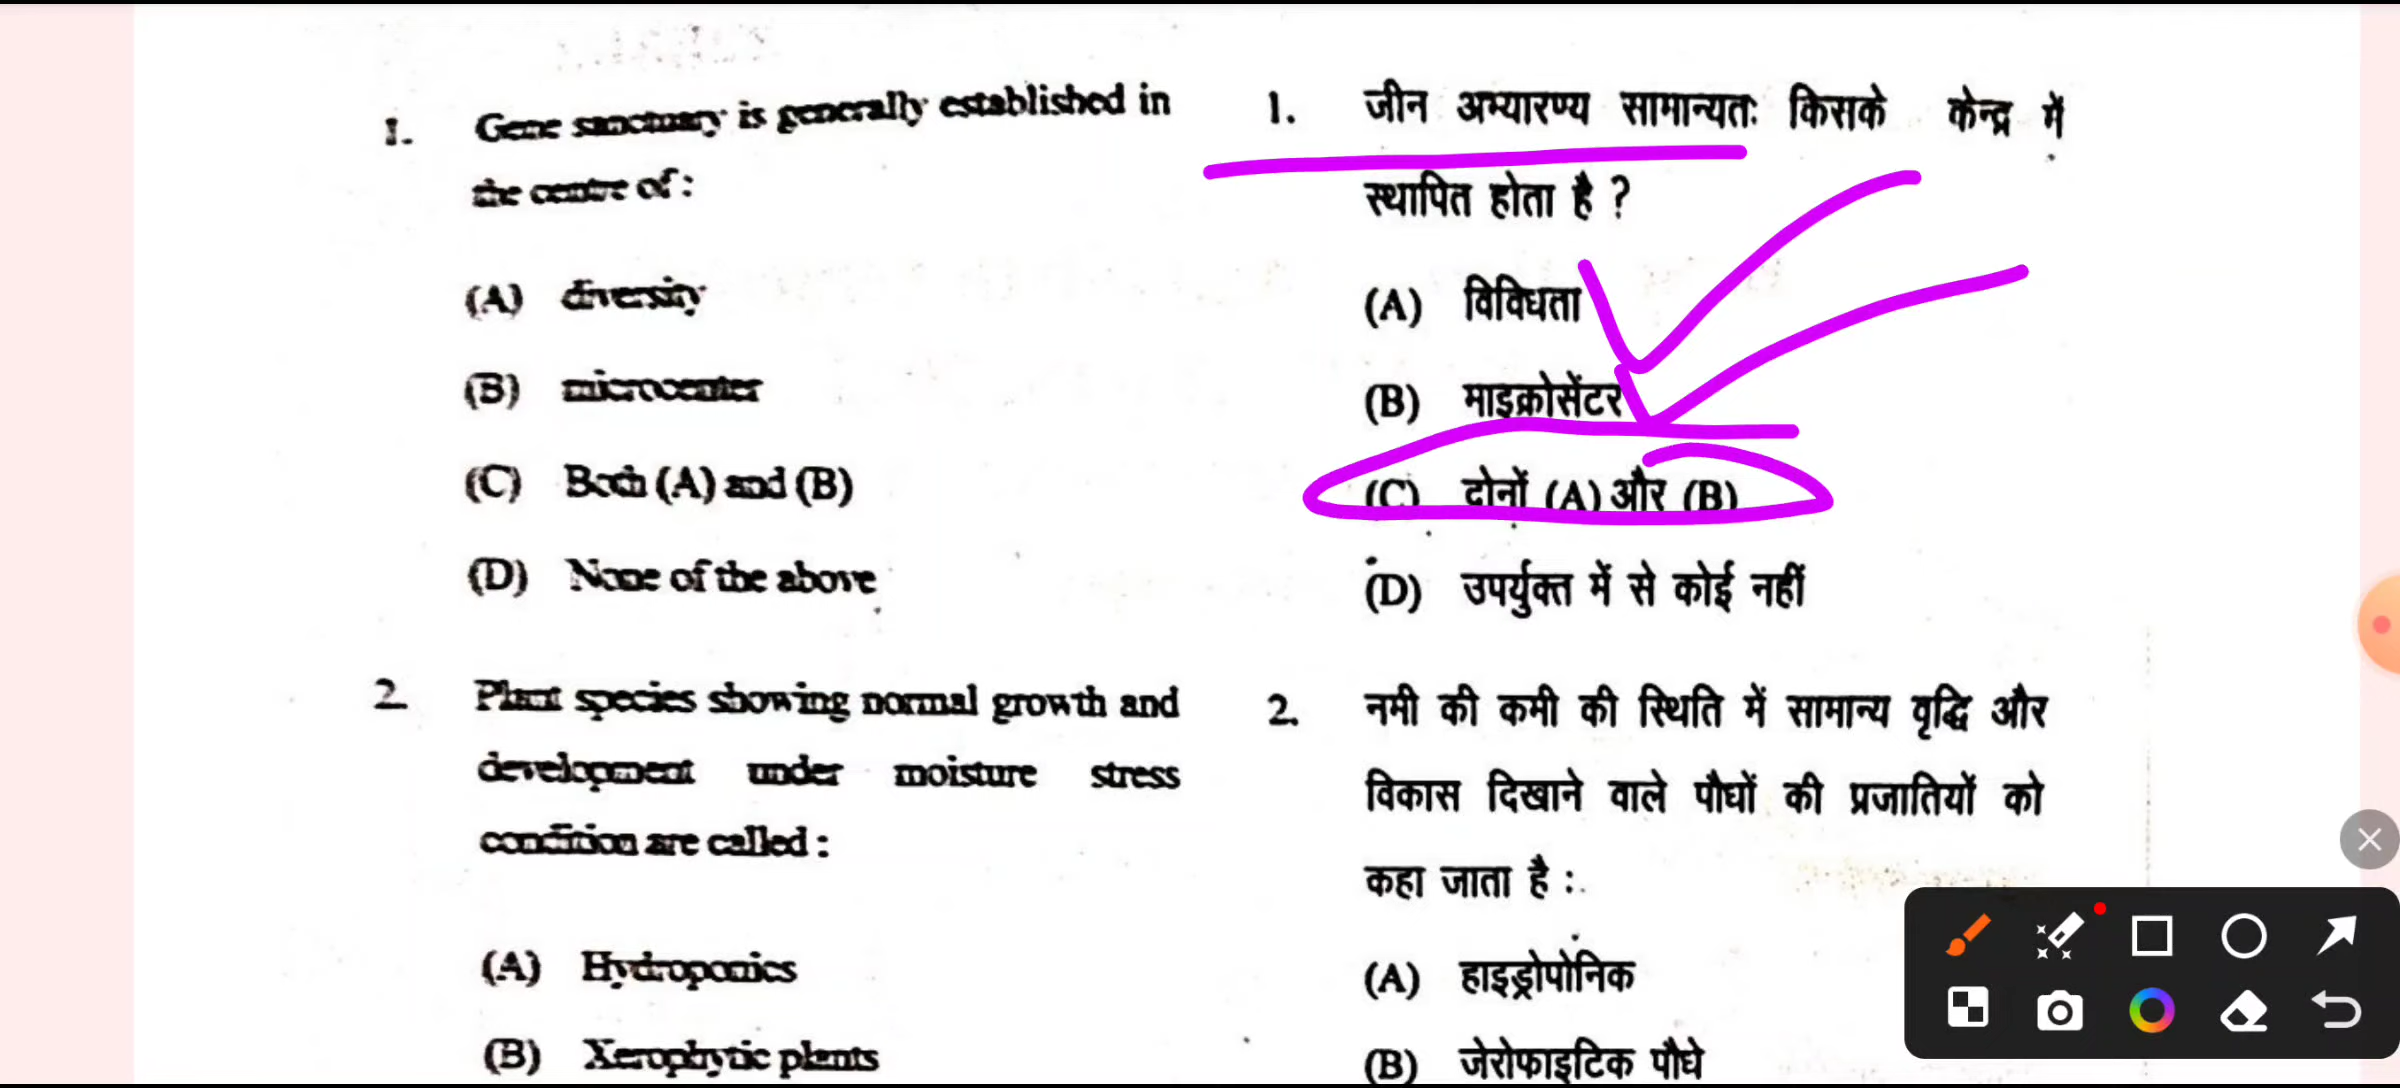 1. Gene sanctuary is generally established in
the centre of :
(A) diversity
(B) microcenter
(C) Both (A) and (B)
(D) None of the above
2. Plant species showing normal growth and
development under moisture stress
condition are called :
(A) Hydroponics
(B) Xerophytic plants
1. जीन अभ्यारण्य सामान्यतः किसके केन्द्र में
स्थापित होता है ?
(A) विविधता
(B) माइक्रोसेंटर
(C) दोनों (A) और (B)
(D) उपर्युक्त में से कोई नहीं
2. नमी की कमी की स्थिति में सामान्य वृद्धि और
विकास दिखाने वाले पौधों की प्रजातियों को
कहा जाता है :
(A) हाइड्रोपोनिक
(B) जेरोफाइटिक पौधे